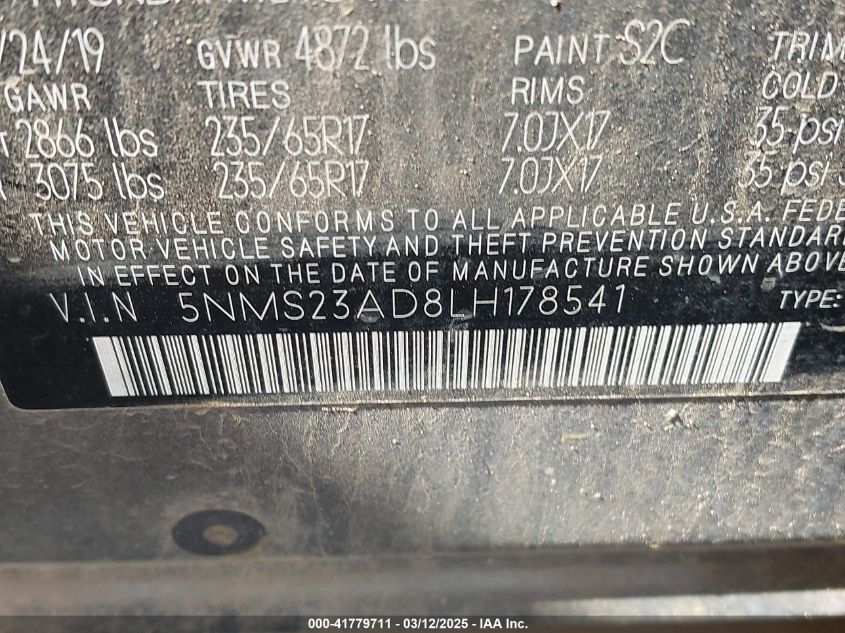 /24/19 GVWR 4872 lbs PAINT S2C TRIM
GAWR TIRES RIMS COLD
2866 lbs 235/65R17 7.0JX17 35 psi
3075 lbs 235/65R17 7.0JX17 35 psi
THIS VEHICLE CONFORMS TO ALL APPLICABLE U.S.A. FEDE
MOTOR VEHICLE SAFETY AND THEFT PREVENTION STANDAR
IN EFFECT ON THE DATE OF MANUFACTURE SHOWN ABOVE
V.I.N 5NMS23AD8LH178541 TYPE:
000-41779711 - 03/12/2025 - IAA Inc.